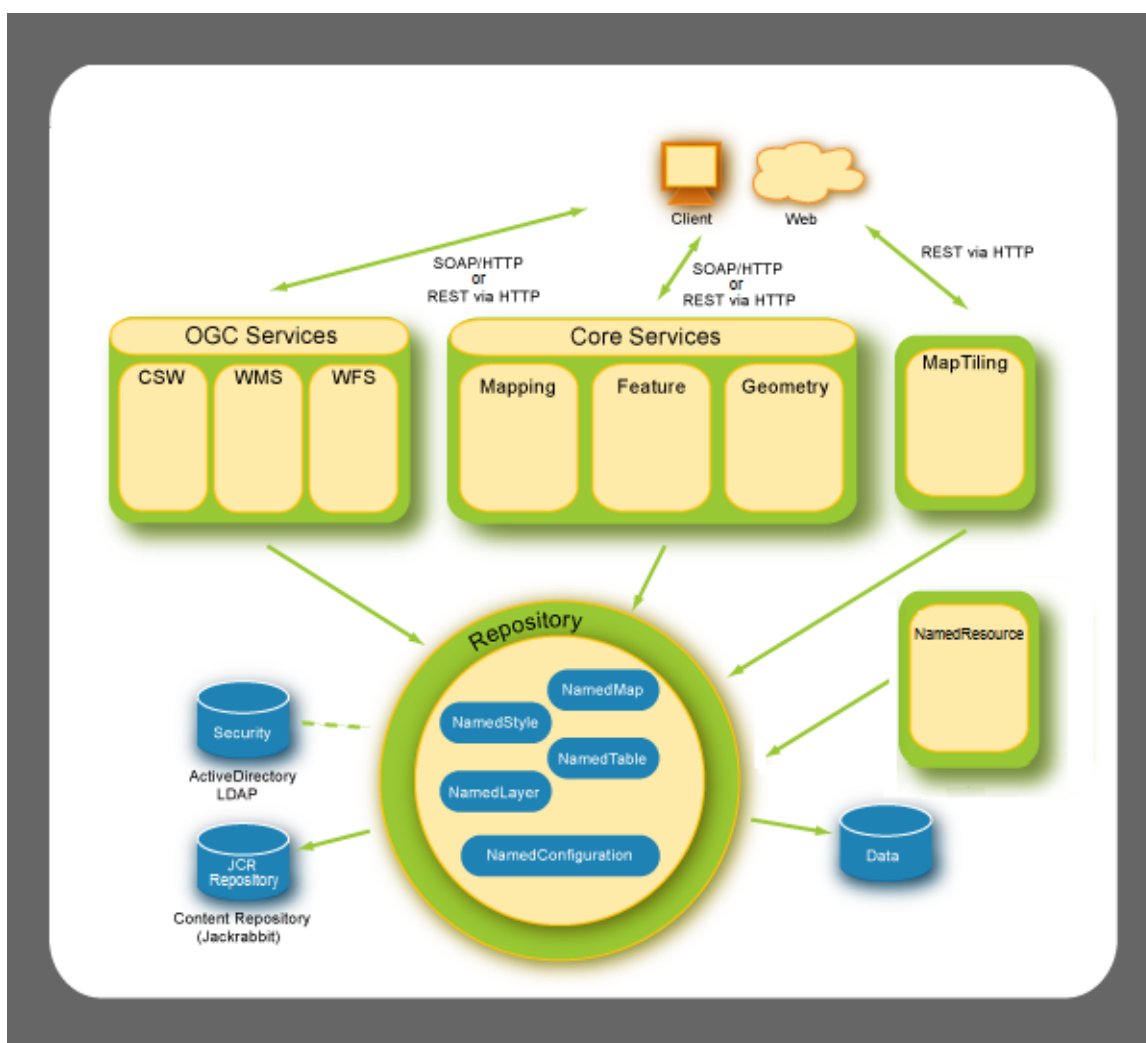 Client
Web
SOAP/HTTP
or
REST via HTTP
SOAP/HTTP
or
REST via HTTP
REST via HTTP
OGC Services
CSW
WMS
WFS
Core Services
Mapping
Feature
Geometry
MapTiling
NamedResource
Repository
NamedMap
NamedStyle
NamedTable
NamedLayer
NamedConfiguration
Security
ActiveDirectory
LDAP
JCR
Repository
Content Repository
(Jackrabbit)
Data